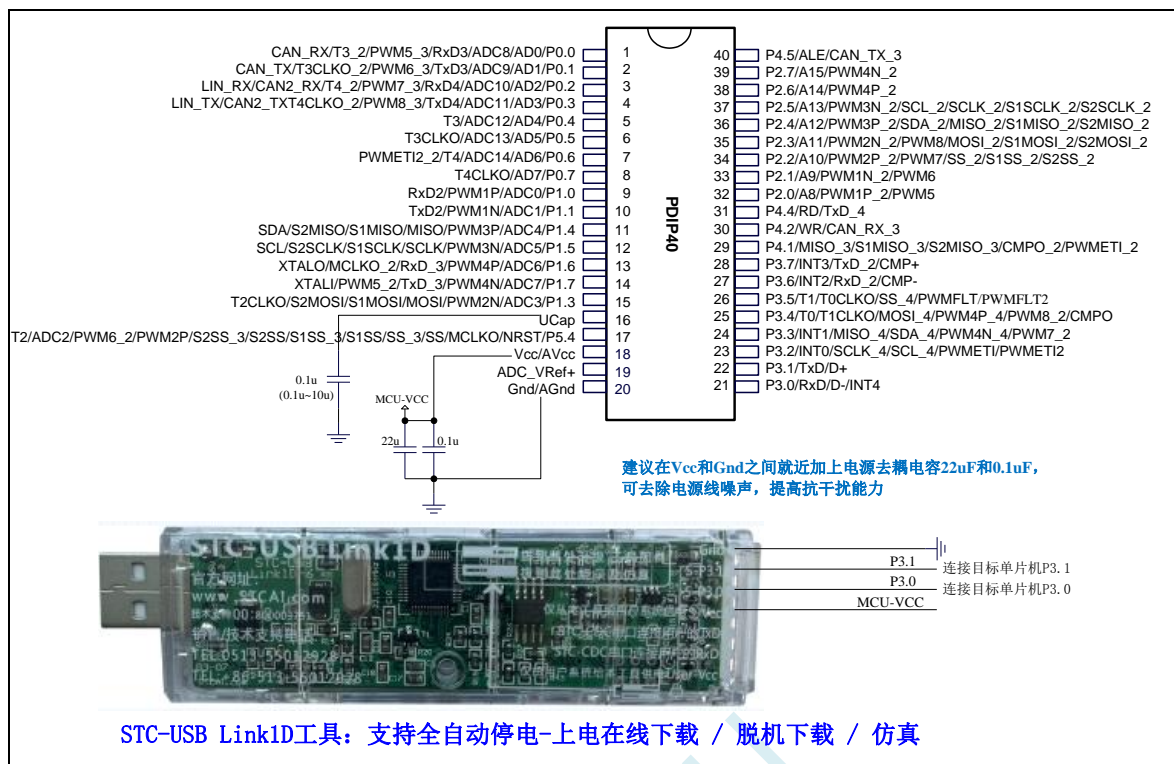 CAN_RX/T3_2/PWM5_3/RxD3/ADC8/AD0/P0.0 1
CAN_TX/T3CLKO_2/PWM6_3/TxD3/ADC9/AD1/P0.1 2
LIN_RX/CAN2_RX/T4_2/PWM7_3/RxD4/ADC10/AD2/P0.2 3
LIN_TX/CAN2_TXT4CLKO_2/PWM8_3/TxD4/ADC11/AD3/P0.3 4
T3/ADC12/AD4/P0.4 5
T3CLKO/ADC13/AD5/P0.5 6
PWMETI2_2/T4/ADC14/AD6/P0.6 7
T4CLKO/AD7/P0.7 8
RxD2/PWM1P/ADC0/P1.0 9
TxD2/PWM1N/ADC1/P1.1 10
SDA/S2MISO/S1MISO/MISO/PWM3P/ADC4/P1.4 11
SCL/S2SCLK/S1SCLK/SCLK/PWM3N/ADC5/P1.5 12
XTALO/MCLKO_2/RxD_3/PWM4P/ADC6/P1.6 13
XTALI/PWM5_2/TxD_3/PWM4N/ADC7/P1.7 14
T2CLKO/S2MOSI/S1MOSI/MOSI/PWM2N/ADC3/P1.3 15
UCap 16
T2/ADC2/PWM6_2/PWM2P/S2SS_3/S2SS/S1SS_3/S1SS/SS_3/SS/MCLKO/NRST/P5.4 17
Vcc/AVcc 18
ADC_VRef+ 19
Gnd/AGnd 20
PDIP40
40 P4.5/ALE/CAN_TX_3
39 P2.7/A15/PWM4N_2
38 P2.6/A14/PWM4P_2
37 P2.5/A13/PWM3N_2/SCL_2/SCLK_2/S1SCLK_2/S2SCLK_2
36 P2.4/A12/PWM3P_2/SDA_2/MISO_2/S1MISO_2/S2MISO_2
35 P2.3/A11/PWM2N_2/PWM8/MOSI_2/S1MOSI_2/S2MOSI_2
34 P2.2/A10/PWM2P_2/PWM7/SS_2/S1SS_2/S2SS_2
33 P2.1/A9/PWM1N_2/PWM6
32 P2.0/A8/PWM1P_2/PWM5
31 P4.4/RD/TxD_4
30 P4.2/WR/CAN_RX_3
29 P4.1/MISO_3/S1MISO_3/S2MISO_3/CMPO_2/PWMETI_2
28 P3.7/INT3/TxD_2/CMP+
27 P3.6/INT2/RxD_2/CMP-
26 P3.5/T1/T0CLKO/SS_4/PWMFLT/PWMFLT2
25 P3.4/T0/T1CLKO/MOSI_4/PWM4P_4/PWM8_2/CMPO
24 P3.3/INT1/MISO_4/SDA_4/PWM4N_4/PWM7_2
23 P3.2/INT0/SCLK_4/SCL_4/PWMETI/PWMETI2
22 P3.1/TxD/D+
21 P3.0/RxD/D-/INT4
0.1u
(0.1u~10u)
MCU-VCC
22u
0.1u
建议在Vcc和Gnd之间就近加上电源去耦电容22uF和0.1uF，
可去除电源线噪声，提高抗干扰能力
STC-USB Link1D
官方网址：
www.STCAI.com
Gnd
P3.1 连接目标单片机P3.1
P3.0 连接目标单片机P3.0
MCU-VCC
STC-USB Link1D工具：支持全自动停电-上电在线下载 / 脱机下载 / 仿真